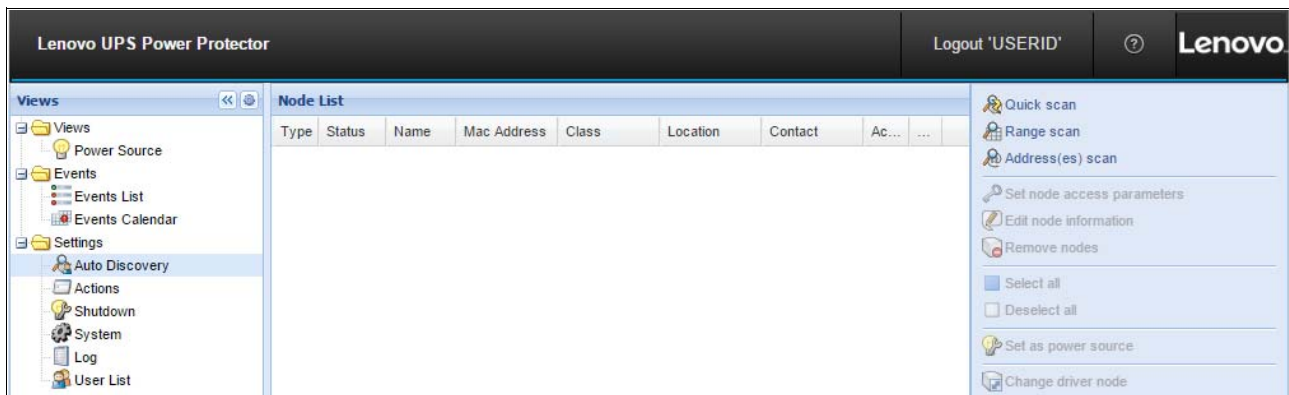 Lenovo UPS Power Protector
Logout 'USERID'
?
Lenovo
Views
Node List
Views
Power Source
Events
Events List
Events Calendar
Settings
Auto Discovery
Actions
Shutdown
System
Log
User List
Type Status Name Mac Address Class Location Contact Ac... ...
Quick scan
Range scan
Address(es) scan
Set node access parameters
Edit node information
Remove nodes
Select all
Deselect all
Set as power source
Change driver node